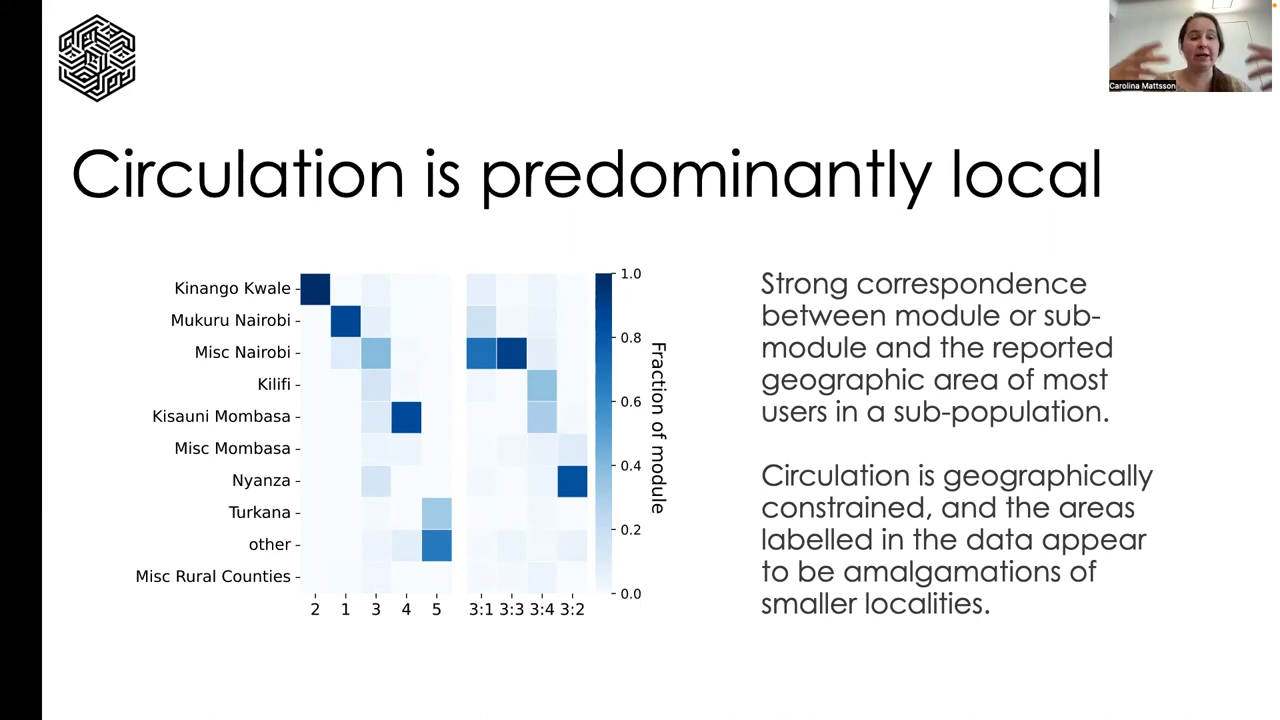 Carolina Mattsson
Circulation is predominantly local
Kinango Kwale
Mukuru Nairobi
Misc Nairobi
Kilifi
Kisauni Mombasa
Misc Mombasa
Nyanza
Turkana
other
Misc Rural Counties
2 1 3 4 5 3:1 3:3 3:4 3:2
1.0
0.8
0.6
0.4
0.2
0.0
Fraction of module
Strong correspondence
between module or sub-
module and the reported
geographic area of most
users in a sub-population.
Circulation is geographically
constrained, and the areas
labelled in the data appear
to be amalgamations of
smaller localities.